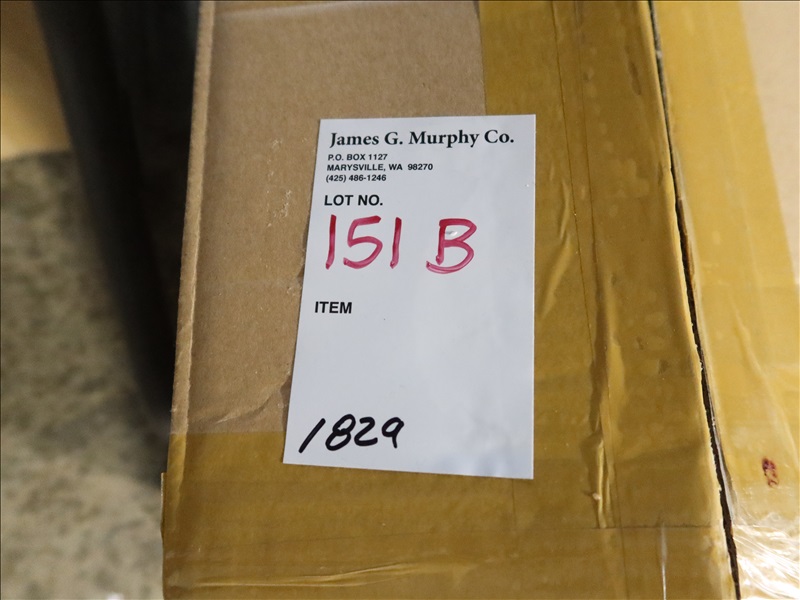 James G. Murphy Co.
P.O. BOX 1127
MARYSVILLE, WA 98270
(425) 486-1246
LOT NO.
151 B
ITEM
1829